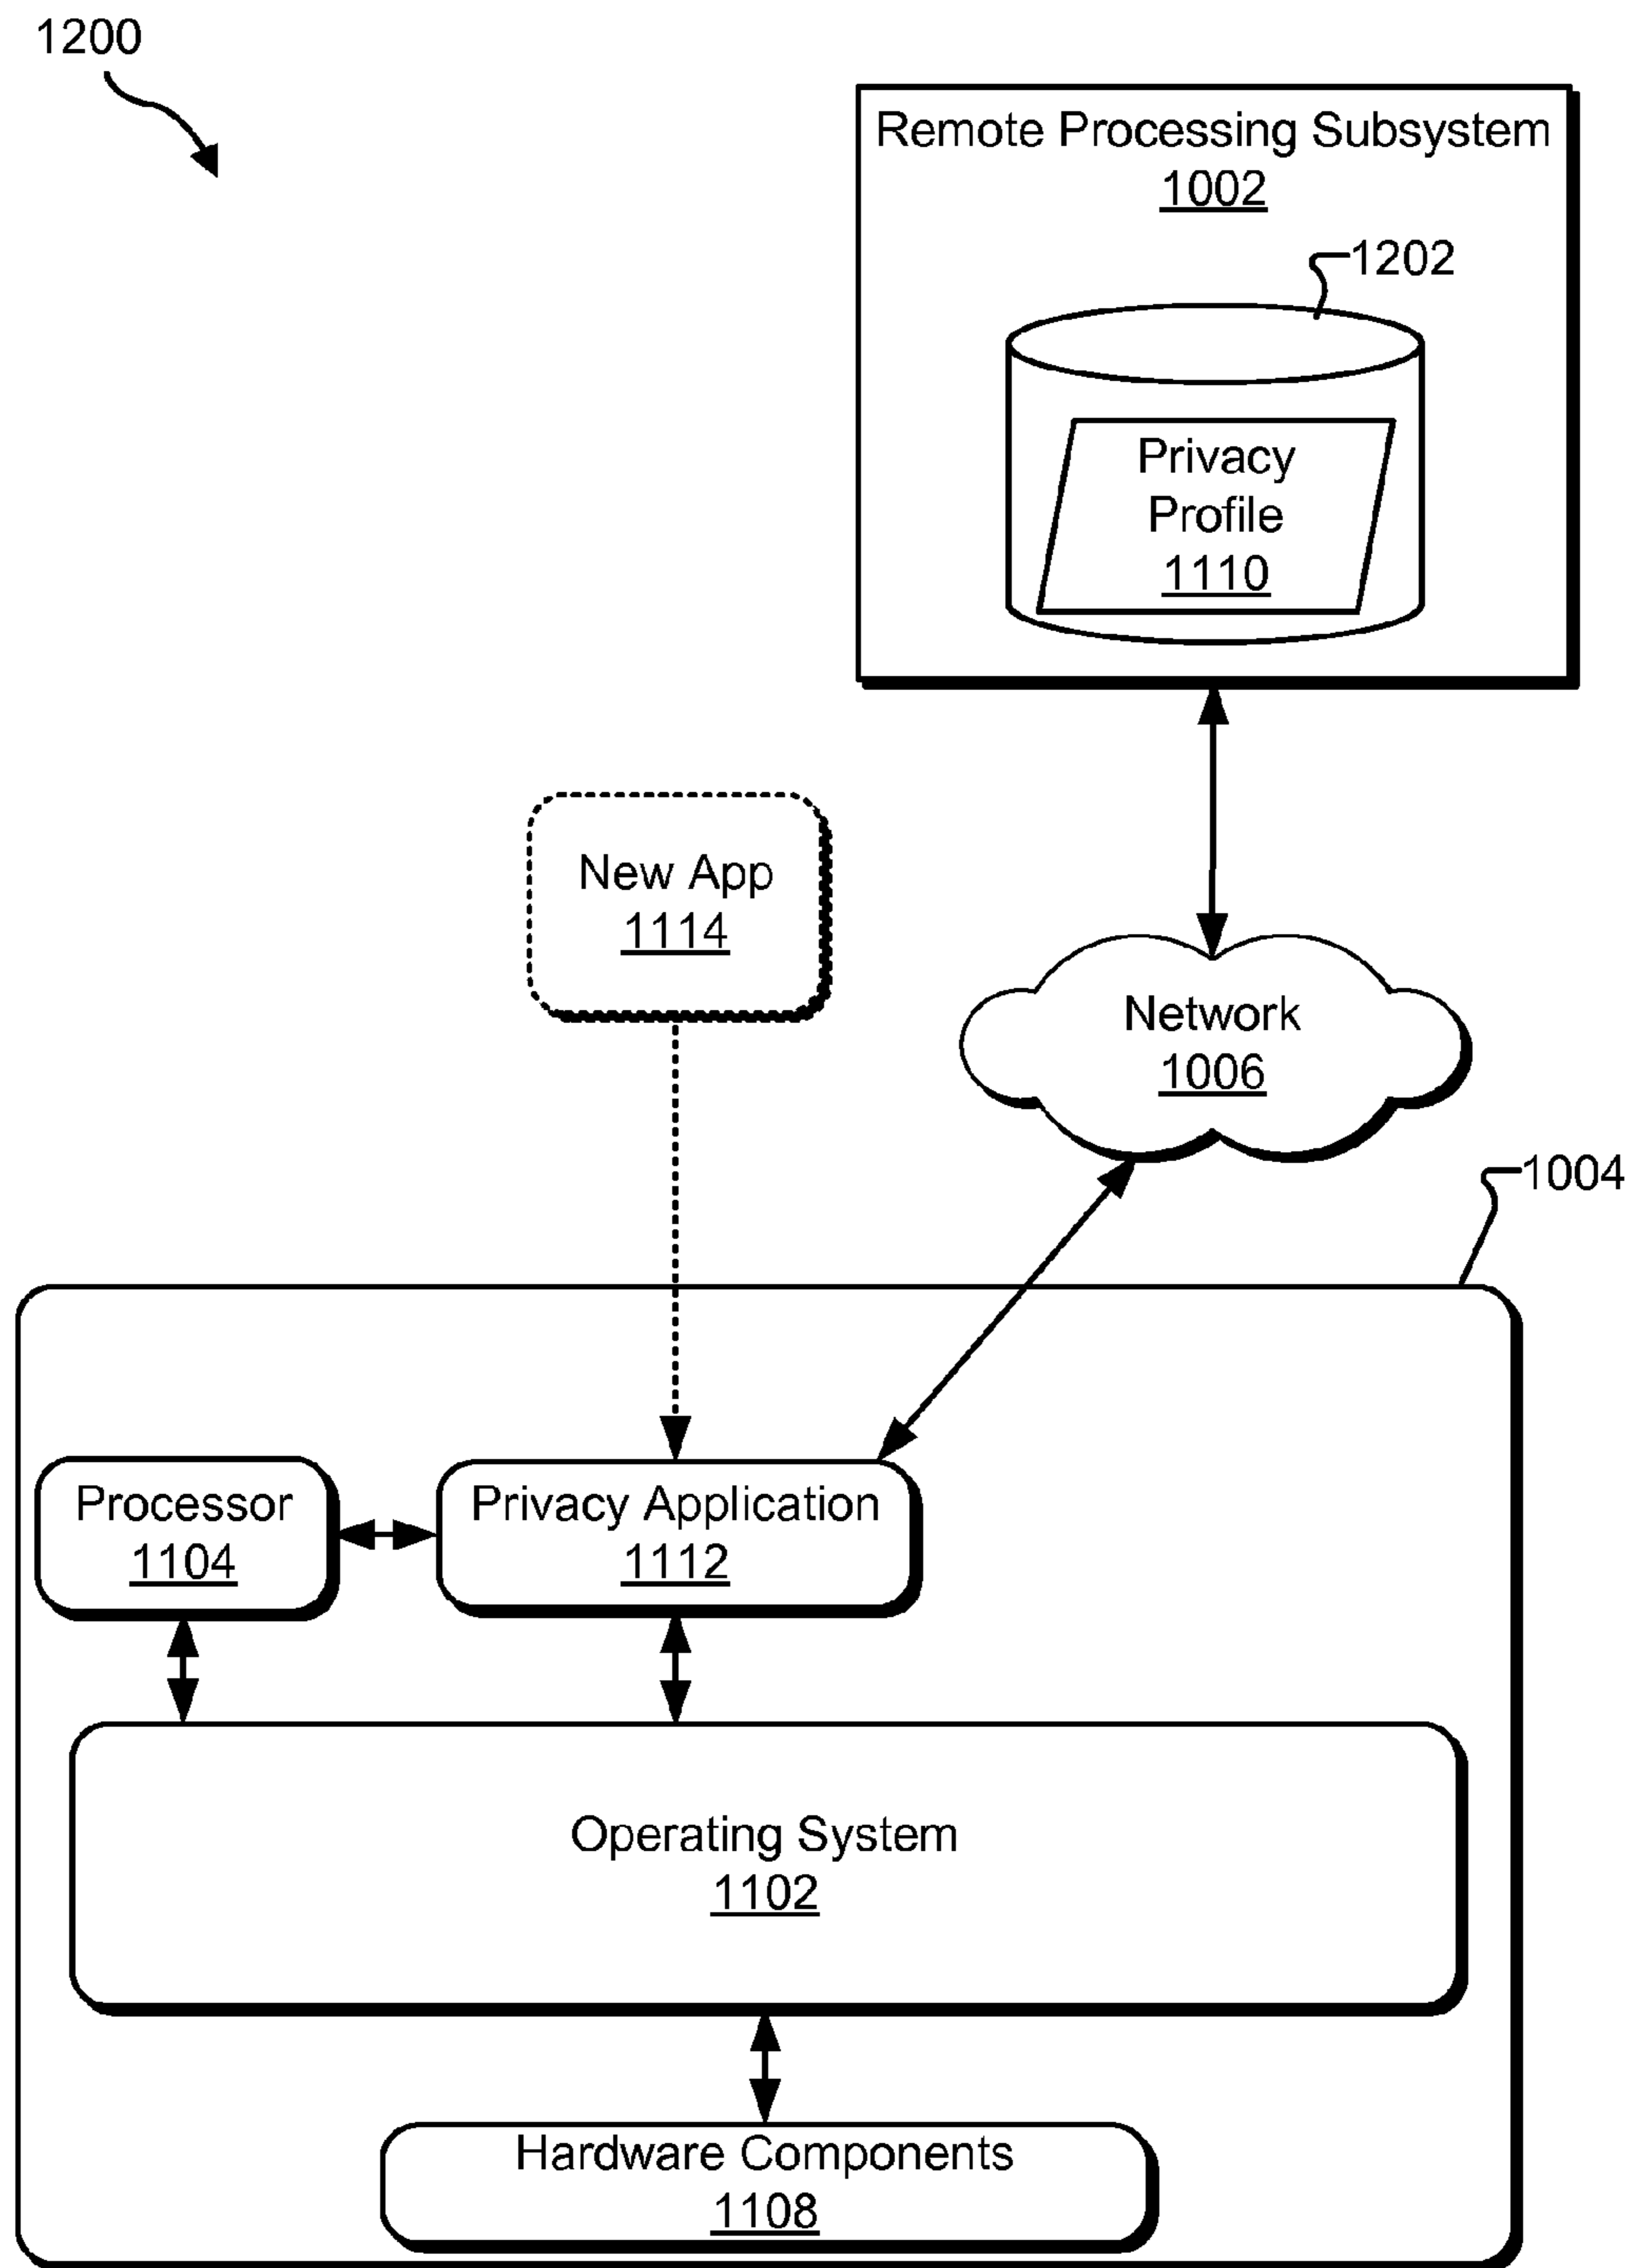 1200
Remote Processing Subsystem
1002
1202
Privacy
Profile
1110
New App
1114
Network
1006
1004
Processor
1104
Privacy Application
1112
Operating System
1102
Hardware Components
1108